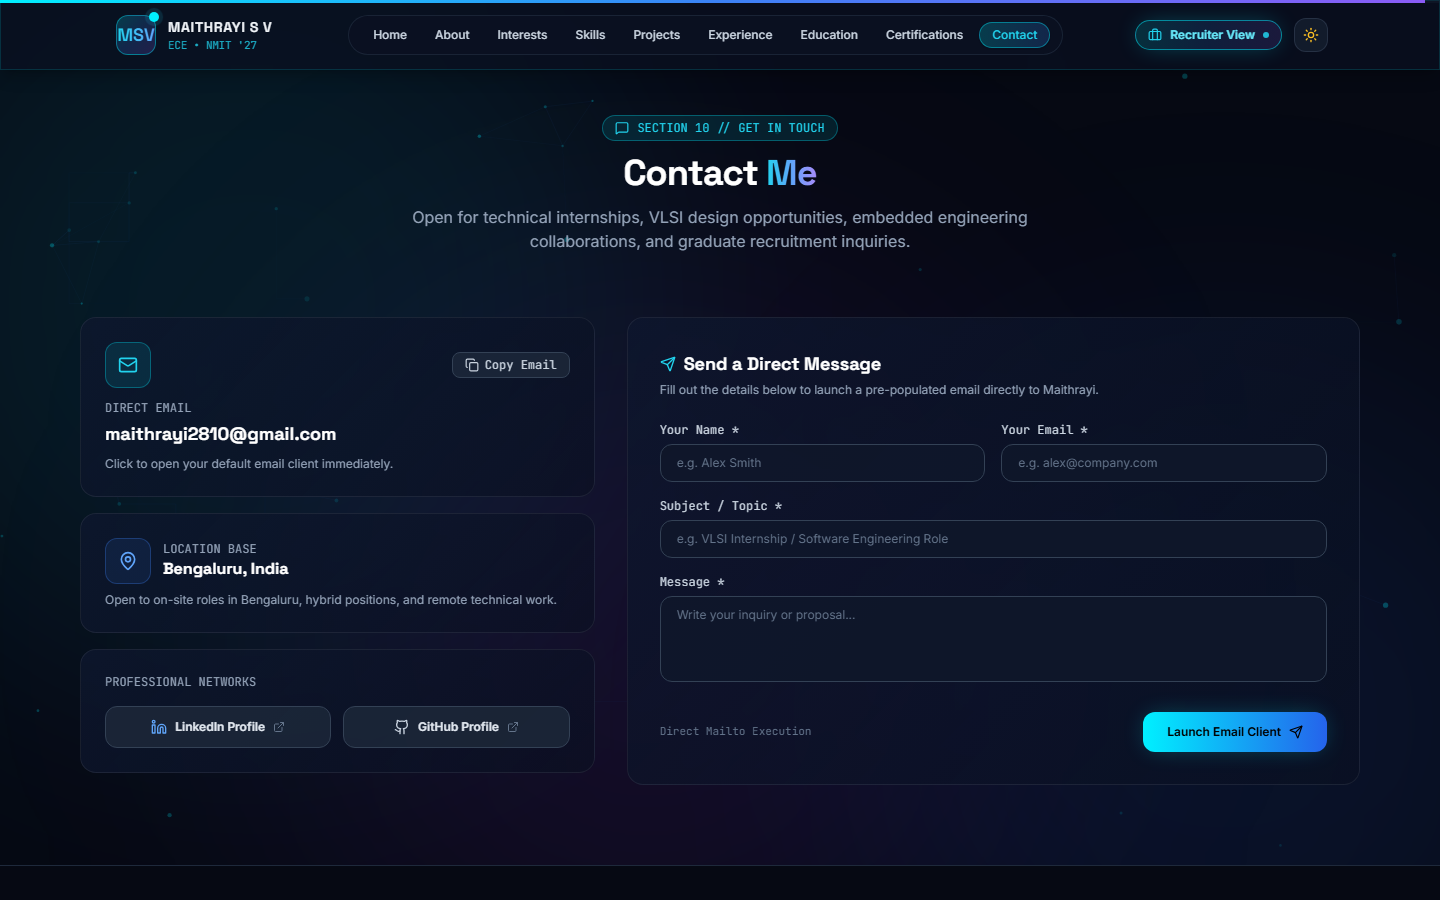 MSV
MAITHRAYI S V
ECE • NMIT '27
Home
About
Interests
Skills
Projects
Experience
Education
Certifications
Contact
Recruiter View
SECTION 10 // GET IN TOUCH
Contact Me
Open for technical internships, VLSI design opportunities, embedded engineering
collaborations, and graduate recruitment inquiries.
Copy Email
DIRECT EMAIL
maithrayi2810@gmail.com
Click to open your default email client immediately.
LOCATION BASE
Bengaluru, India
Open to on-site roles in Bengaluru, hybrid positions, and remote technical work.
PROFESSIONAL NETWORKS
LinkedIn Profile
GitHub Profile
Send a Direct Message
Fill out the details below to launch a pre-populated email directly to Maithrayi.
Your Name *
Your Email *
e.g. Alex Smith
e.g. alex@company.com
Subject / Topic *
e.g. VLSI Internship / Software Engineering Role
Message *
Write your inquiry or proposal...
Direct Mailto Execution
Launch Email Client